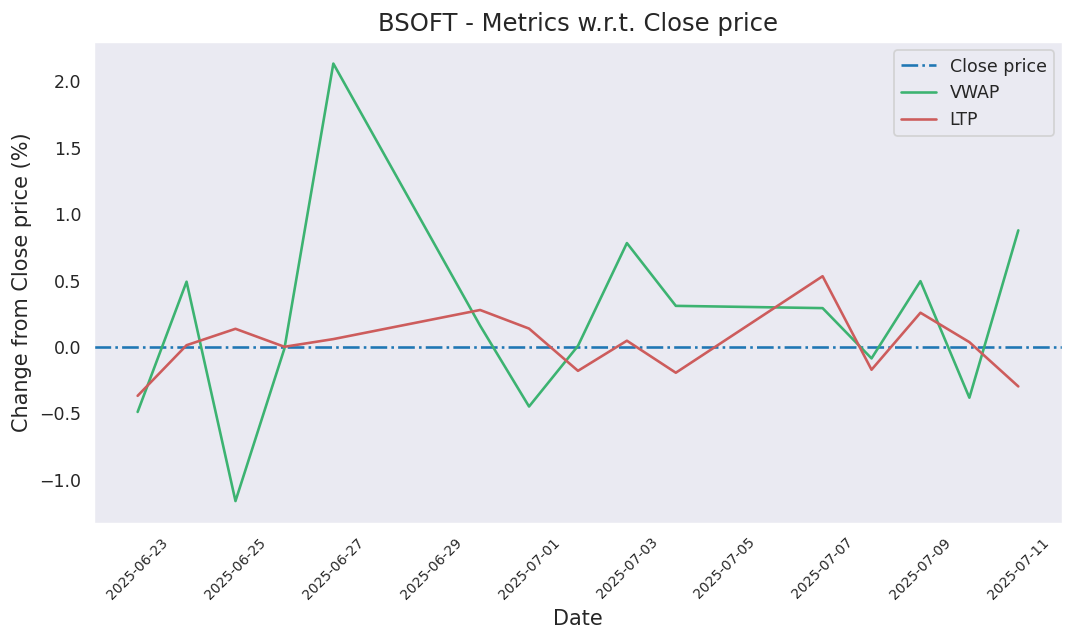 BSOFT - Metrics w.r.t. Close price
Close price
VWAP
LTP
Change from Close price (%)
2.0
1.5
1.0
0.5
0.0
−0.5
−1.0
2025-06-23
2025-06-25
2025-06-27
2025-06-29
2025-07-01
2025-07-03
2025-07-05
2025-07-07
2025-07-09
2025-07-11
Date